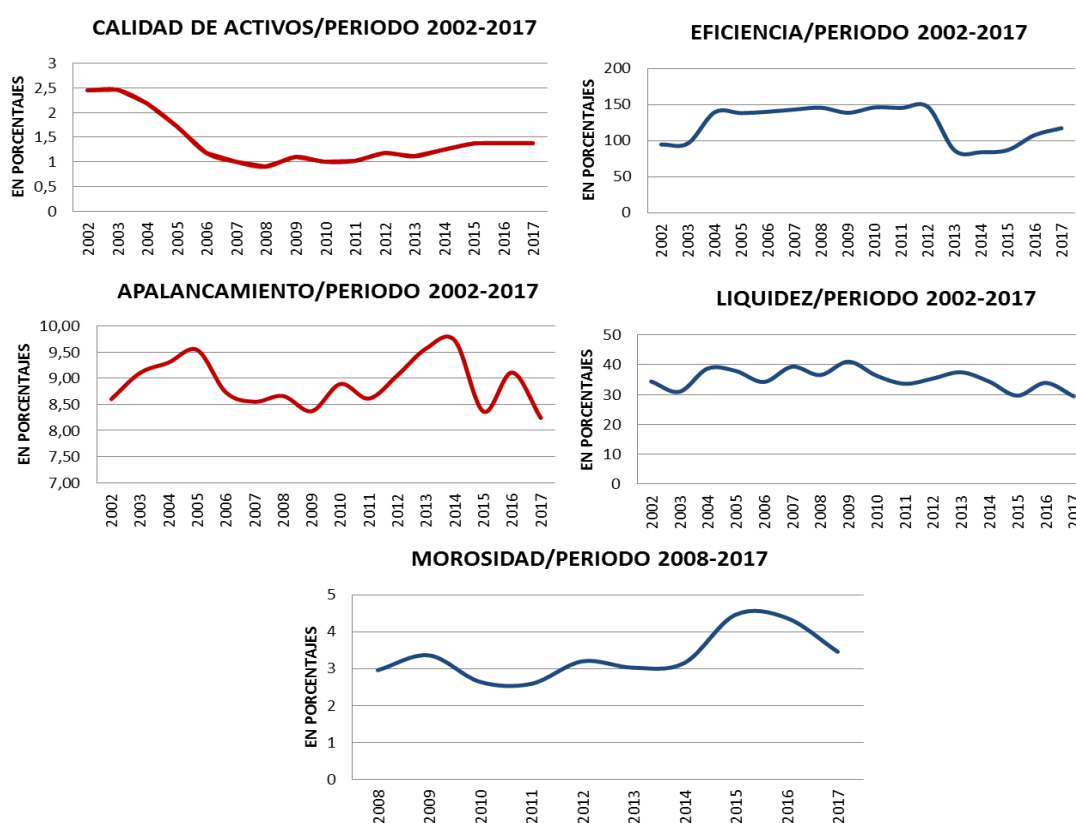 CALIDAD DE ACTIVOS/PERIODO 2002-2017
EN PORCENTAJES
3
2,5
2
1,5
1
0,5
0
2002 2003 2004 2005 2006 2007 2008 2009 2010 2011 2012 2013 2014 2015 2016 2017
EFICIENCIA/PERIODO 2002-2017
EN PORCENTAJES
200
150
100
50
0
2002 2003 2004 2005 2006 2007 2008 2009 2010 2011 2012 2013 2014 2015 2016 2017
APALANCAMIENTO/PERIODO 2002-2017
EN PORCENTAJES
10,00
9,50
9,00
8,50
8,00
7,50
7,00
2002 2003 2004 2005 2006 2007 2008 2009 2010 2011 2012 2013 2014 2015 2016 2017
LIQUIDEZ/PERIODO 2002-2017
EN PORCENTAJES
50
40
30
20
10
0
2002 2003 2004 2005 2006 2007 2008 2009 2010 2011 2012 2013 2014 2015 2016 2017
MOROSIDAD/PERIODO 2008-2017
EN PORCENTAJES
5
4
3
2
1
0
2008 2009 2010 2011 2012 2013 2014 2015 2016 2017